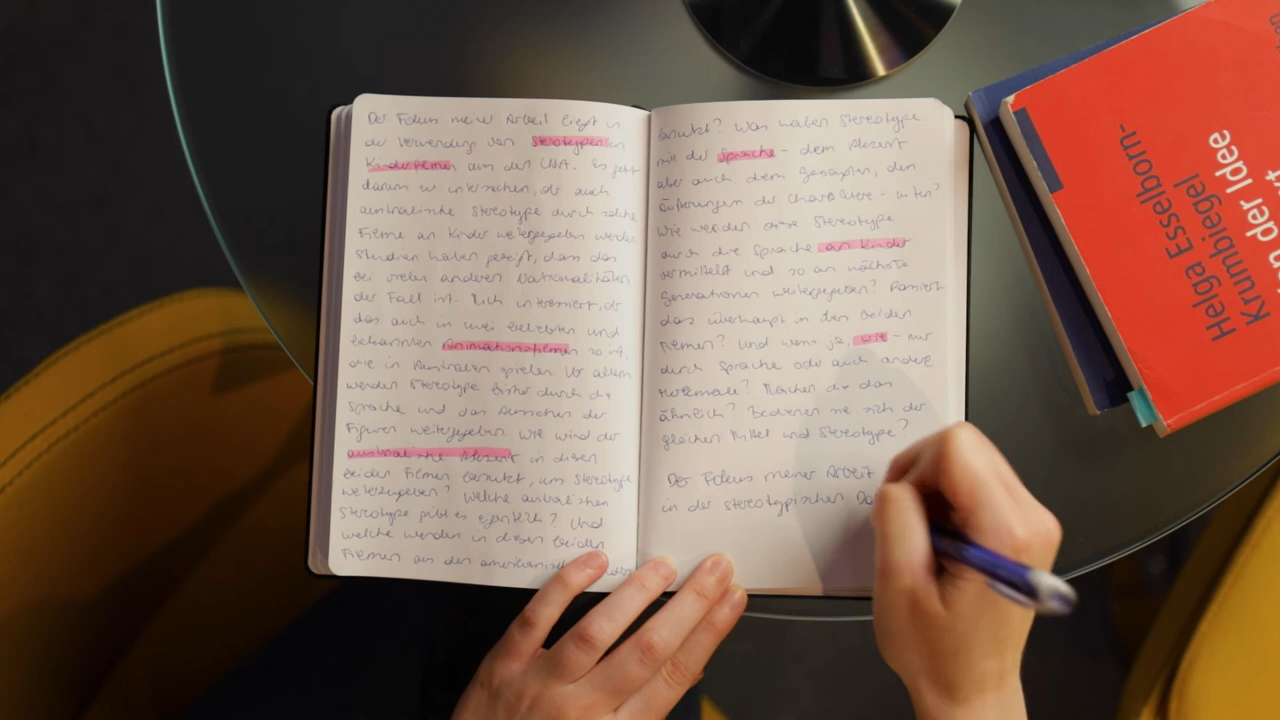 Der Fokus meiner Arbeit liegt in
der Verwendung von Stereotypen in
Kinderfilmen aus den USA. Es geht
darum zu untersuchen, ob auch
australische Stereotype durch solche
Filme an Kinder weitergegeben werden
Studien haben gezeigt, dass das
bei vielen anderen Nationalitäten
der Fall ist. Mich interessiert, ob
das auch in zwei beliebten und
bekannten Animationsfilmen so ist,
die in Australien spielen. Vor allem
werden Stereotype bisher durch die
Sprache und das Aussehen der
Figuren weitergegeben. Wie wird der
australische Akzent in diesen
beiden Filmen benutzt, um Stereotype
weiterzugeben? Welche australischen
Stereotype gibt es eigentlich? Und
welche werden in diesen beiden
Filmen aus den
benutzt? Was haben Stereotype
mit der Sprache - dem Akzent
aber auch dem Gesagten, den
Äußerungen der Charaktere - zu tun?
Wie werden diese Stereotype
durch die Sprache an Kinder
vermittelt und so an nächste
Generationen weitergegeben? Passiert
das überhaupt in den beiden
Filmen? Und wenn ja, wie - nur
durch Sprache oder auch andere
Merkmale? Machen die das
ähnlich? Bedienen sie sich der
gleichen Mittel und Stereotype?
Der Fokus meiner Arbeit
in der stereotypischen Da
Helga Esselborn-
Krumbiegel
n der Idee